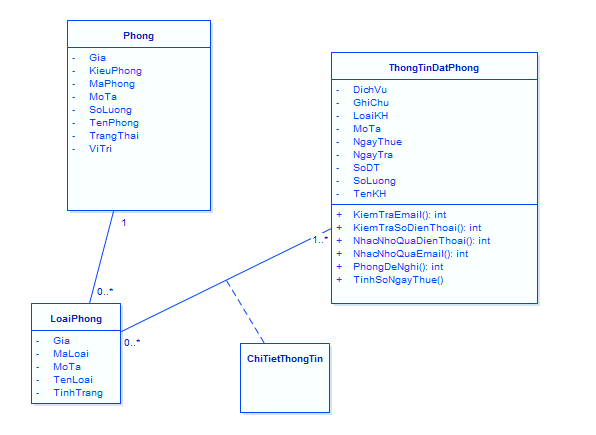 Phong
- Gia
- KieuPhong
- MaPhong
- MoTa
- SoLuong
- TenPhong
- TrangThai
- ViTri
ThongTinDatPhong
- DichVu
- GhiChu
- LoaiKH
- MoTa
- NgayThue
- NgayTra
- SoDT
- SoLuong
- TenKH
+ KiemTraEmail(): int
+ KiemTraSoDienThoai(): int
+ NhacNhoQuaDienThoai(): int
+ NhacNhoQuaEmail(): int
+ PhongDeNghi(): int
+ TinhSoNgayThue()
1
1..*
0..*
LoaiPhong
- Gia
- MaLoai
- MoTa
- TenLoai
- TinhTrang
0..*
ChiTietThongTin